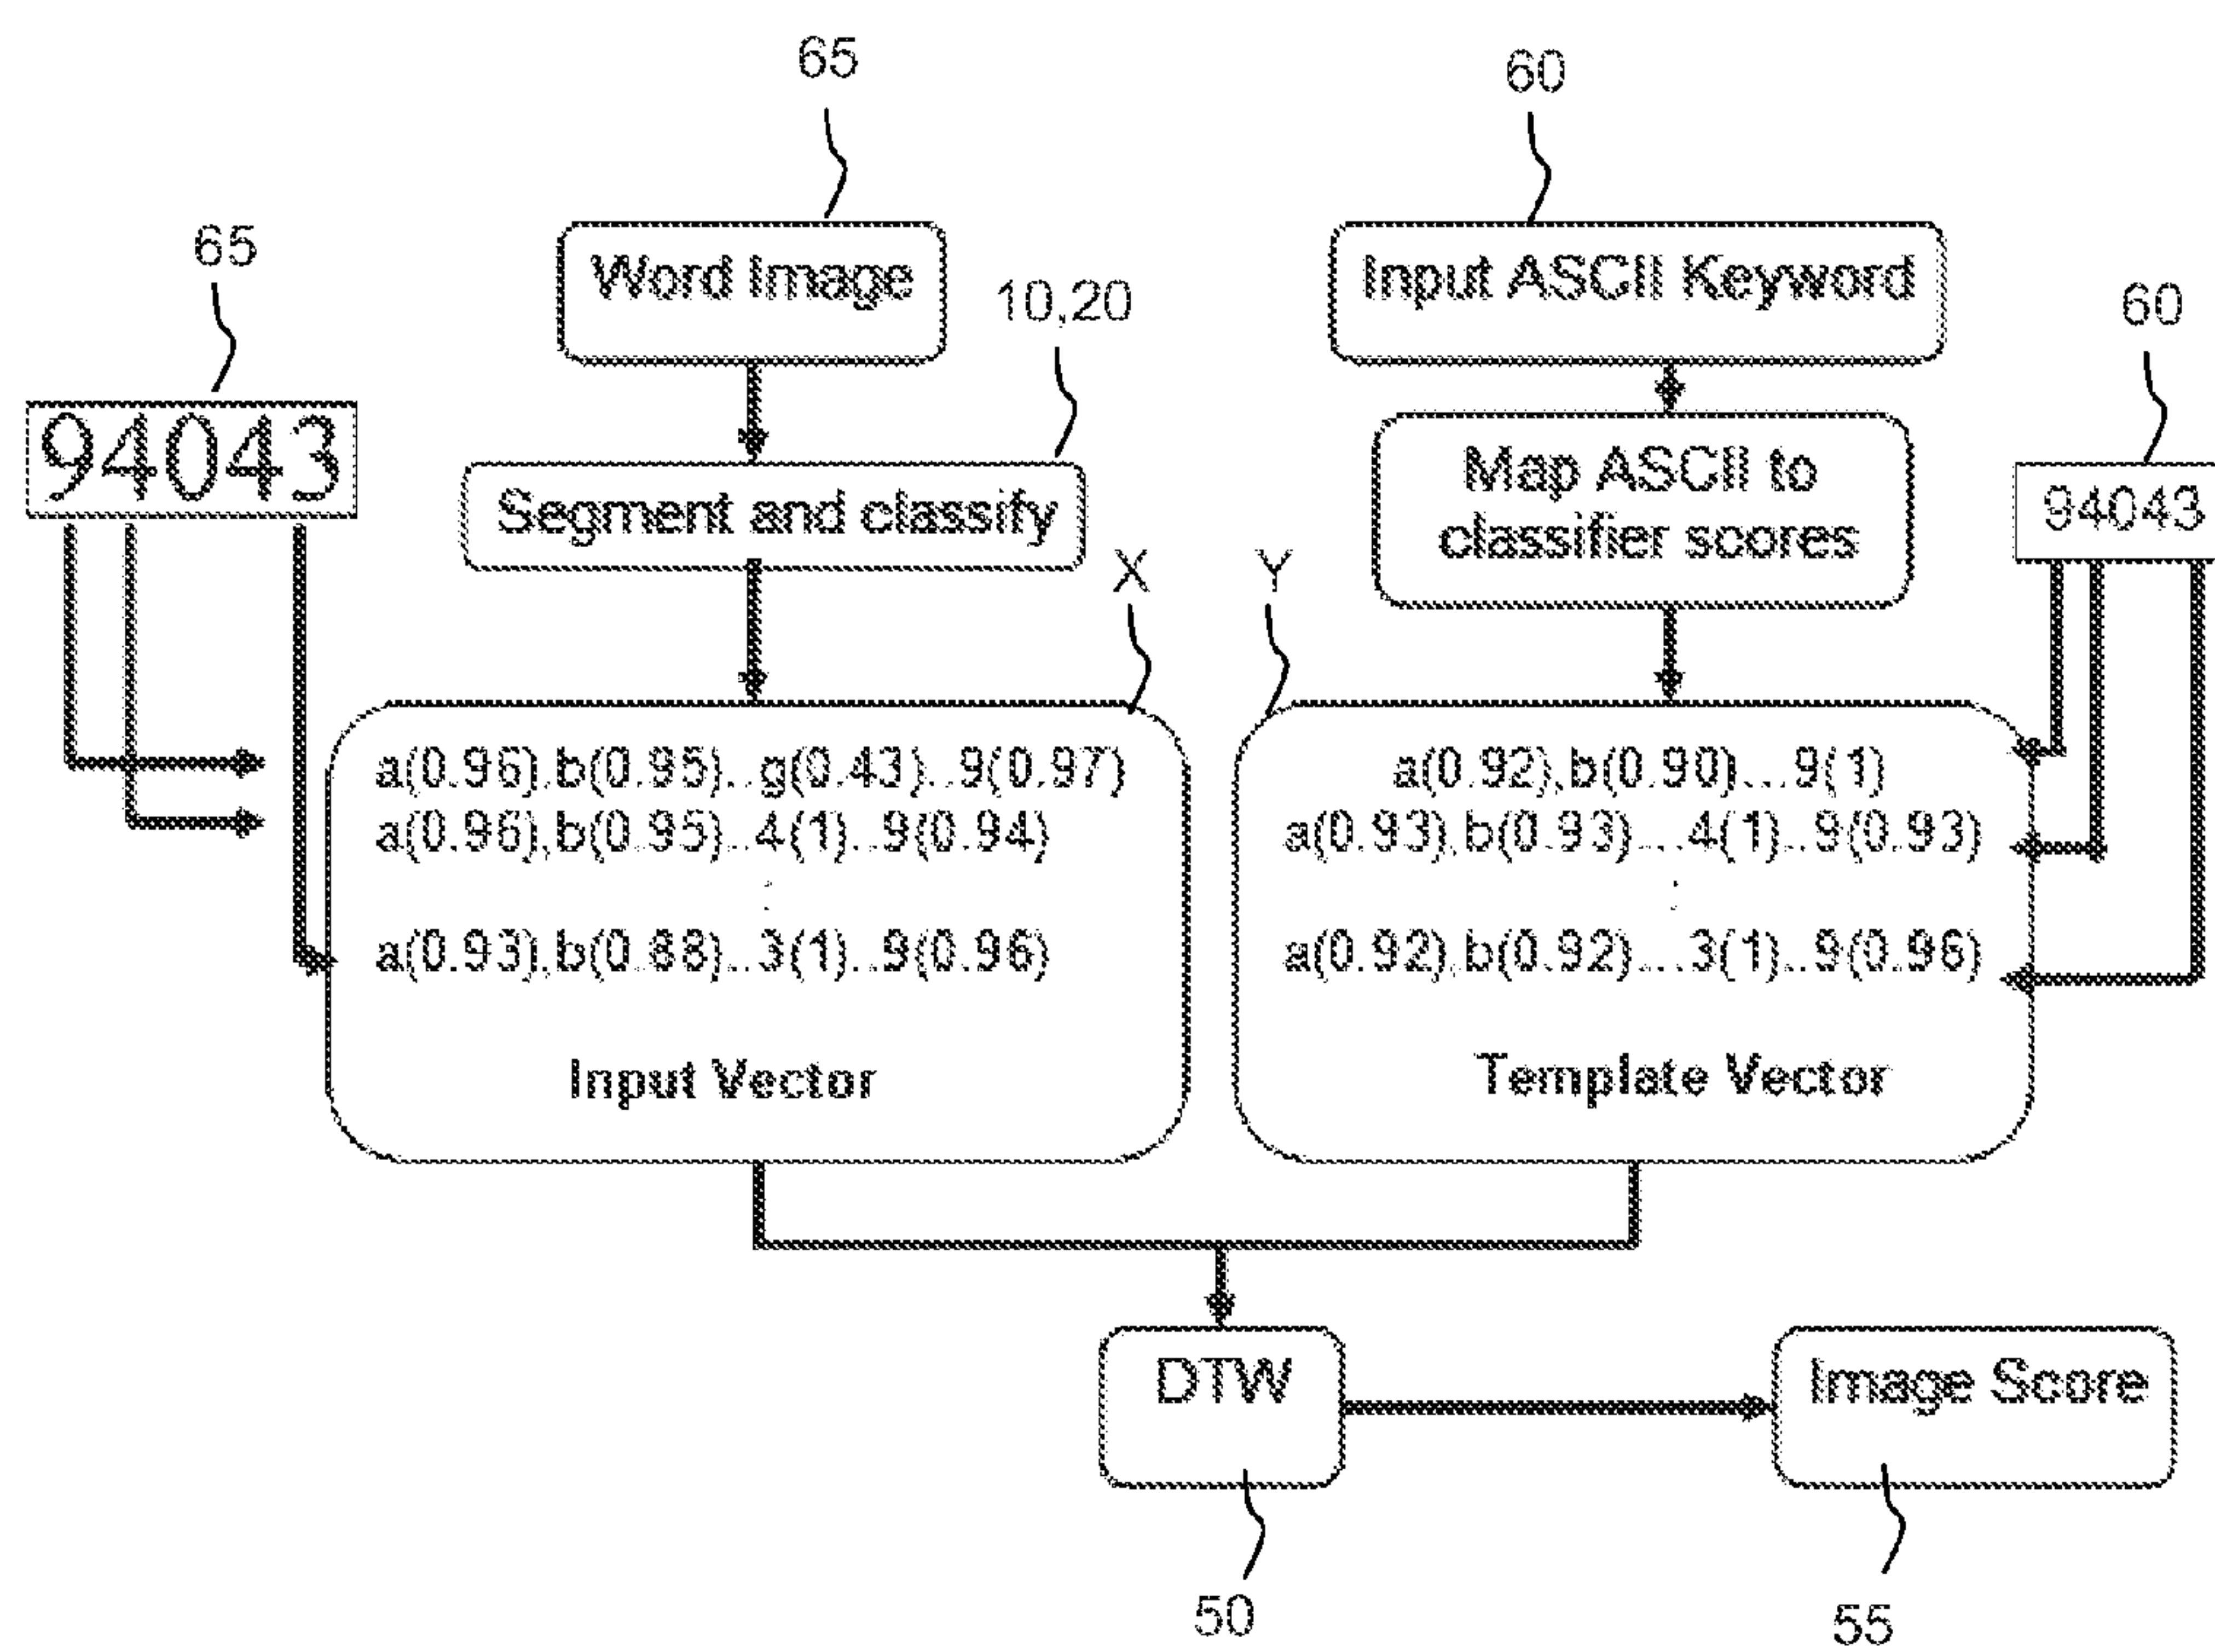 65
60
65
Word Image
10,20
Input ASCII Keyword
60
94043
Segment and classify
Map ASCII to
classifier scores
94043
X
Y
a(0.96),b(0.95)..g(0.43)..9(0.97)
a(0.96),b(0.95)..4(1)..9(0.94)
:
a(0.93),b(0.88)..3(1)..9(0.96)
Input Vector
a(0.92),b(0.90)...9(1)
a(0.93),b(0.93)...4(1)..9(0.93)
:
a(0.92),b(0.92)...3(1)..9(0.96)
Template Vector
DTW
Image Score
50
55